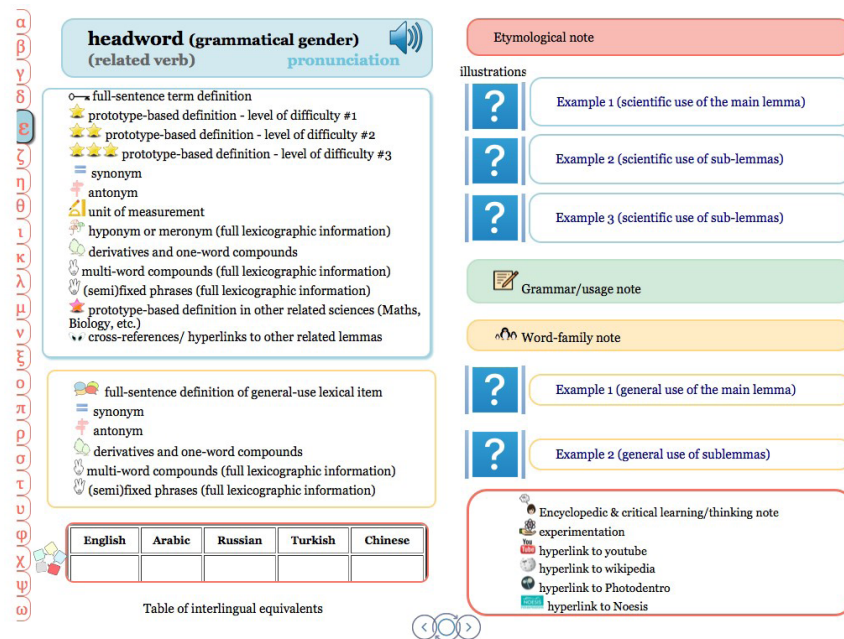 α
β
γ
δ
ε
ζ
η
θ
ι
κ
λ
μ
ν
ξ
ο
π
ρ
σ
τ
υ
φ
χ
ψ
ω
headword (grammatical gender)
(related verb) pronunciation
full-sentence term definition
prototype-based definition - level of difficulty #1
prototype-based definition - level of difficulty #2
prototype-based definition - level of difficulty #3
synonym
antonym
unit of measurement
hyponym or meronym (full lexicographic information)
derivatives and one-word compounds
multi-word compounds (full lexicographic information)
(semi)fixed phrases (full lexicographic information)
prototype-based definition in other related sciences (Maths,
Biology, etc.)
cross-references/ hyperlinks to other related lemmas
full-sentence definition of general-use lexical item
synonym
antonym
derivatives and one-word compounds
multi-word compounds (full lexicographic information)
(semi)fixed phrases (full lexicographic information)
English Arabic Russian Turkish Chinese
Table of interlingual equivalents
Etymological note
illustrations
? Example 1 (scientific use of the main lemma)
? Example 2 (scientific use of sub-lemmas)
? Example 3 (scientific use of sub-lemmas)
Grammar/usage note
Word-family note
? Example 1 (general use of the main lemma)
? Example 2 (general use of sublemmas)
Encyclopedic & critical learning/thinking note
experimentation
You Tube hyperlink to youtube
hyperlink to wikipedia
hyperlink to Photodentro
hyperlink to Noesis